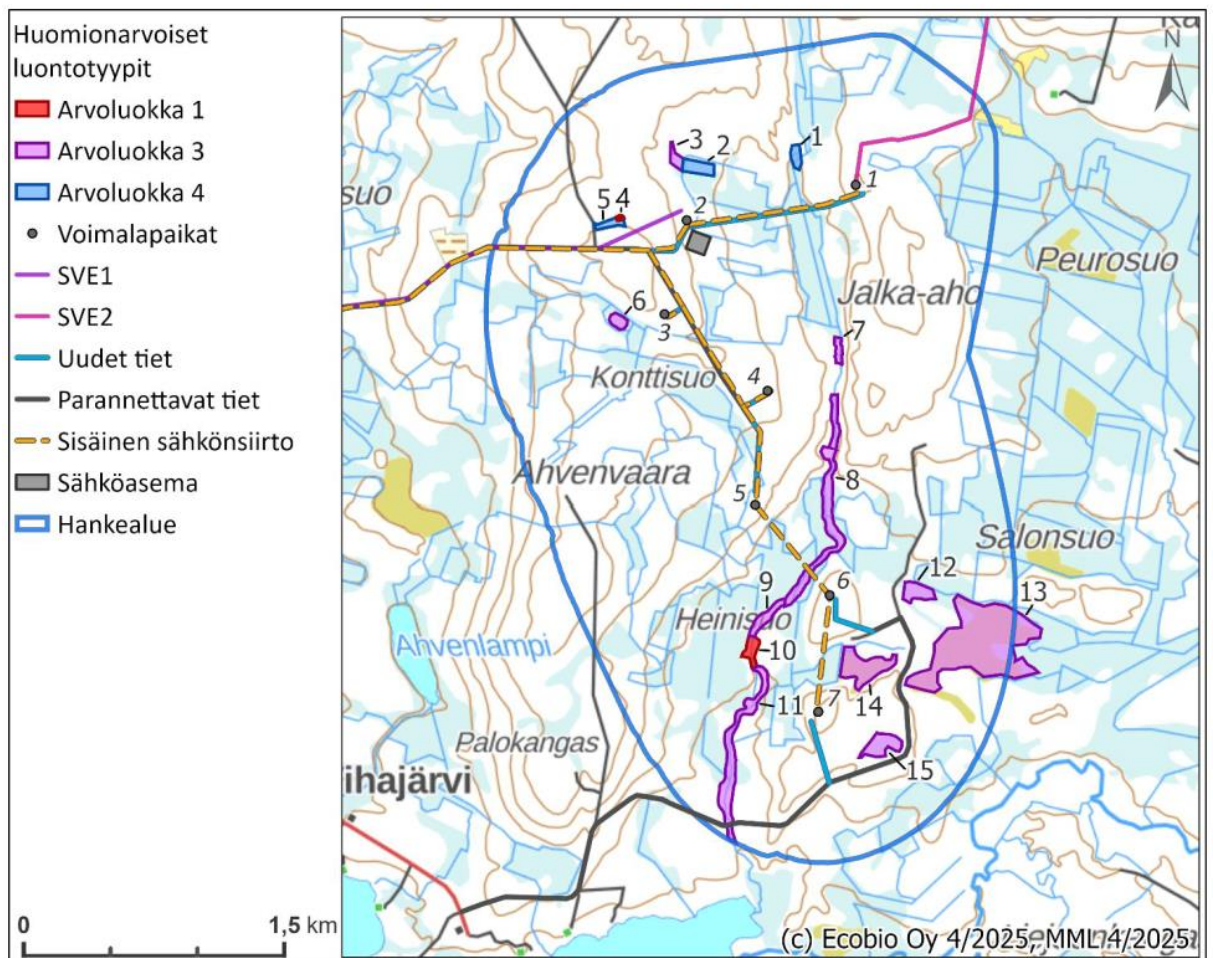 Huomionarvoiset
luontotyypit
Arvoluokka 1
Arvoluokka 3
Arvoluokka 4
Voimalapaikat
SVE1
SVE2
Uudet tiet
Parannettavat tiet
Sisäinen sähkönsiirto
Sähköasema
Hankealue
0 1,5 km
N
3
2
1
1
suo
5
4
2
Peurosuo
Jalka-aho
6
3
7
Konttisuo
4
Ahvenvaara
8
5
Salonsuo
9
6
12
13
Heinisuo
Ahvenlampi
10
11
7
14
Palokangas
15
ihajärvi
(c) Ecobio Oy 4/2025, MML 4/2025